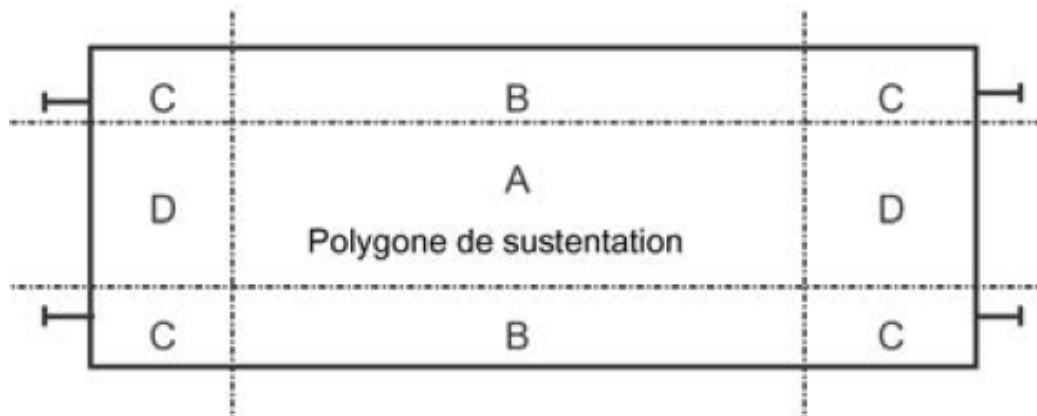 C B C
A
D D
Polygone de sustentation
C B C